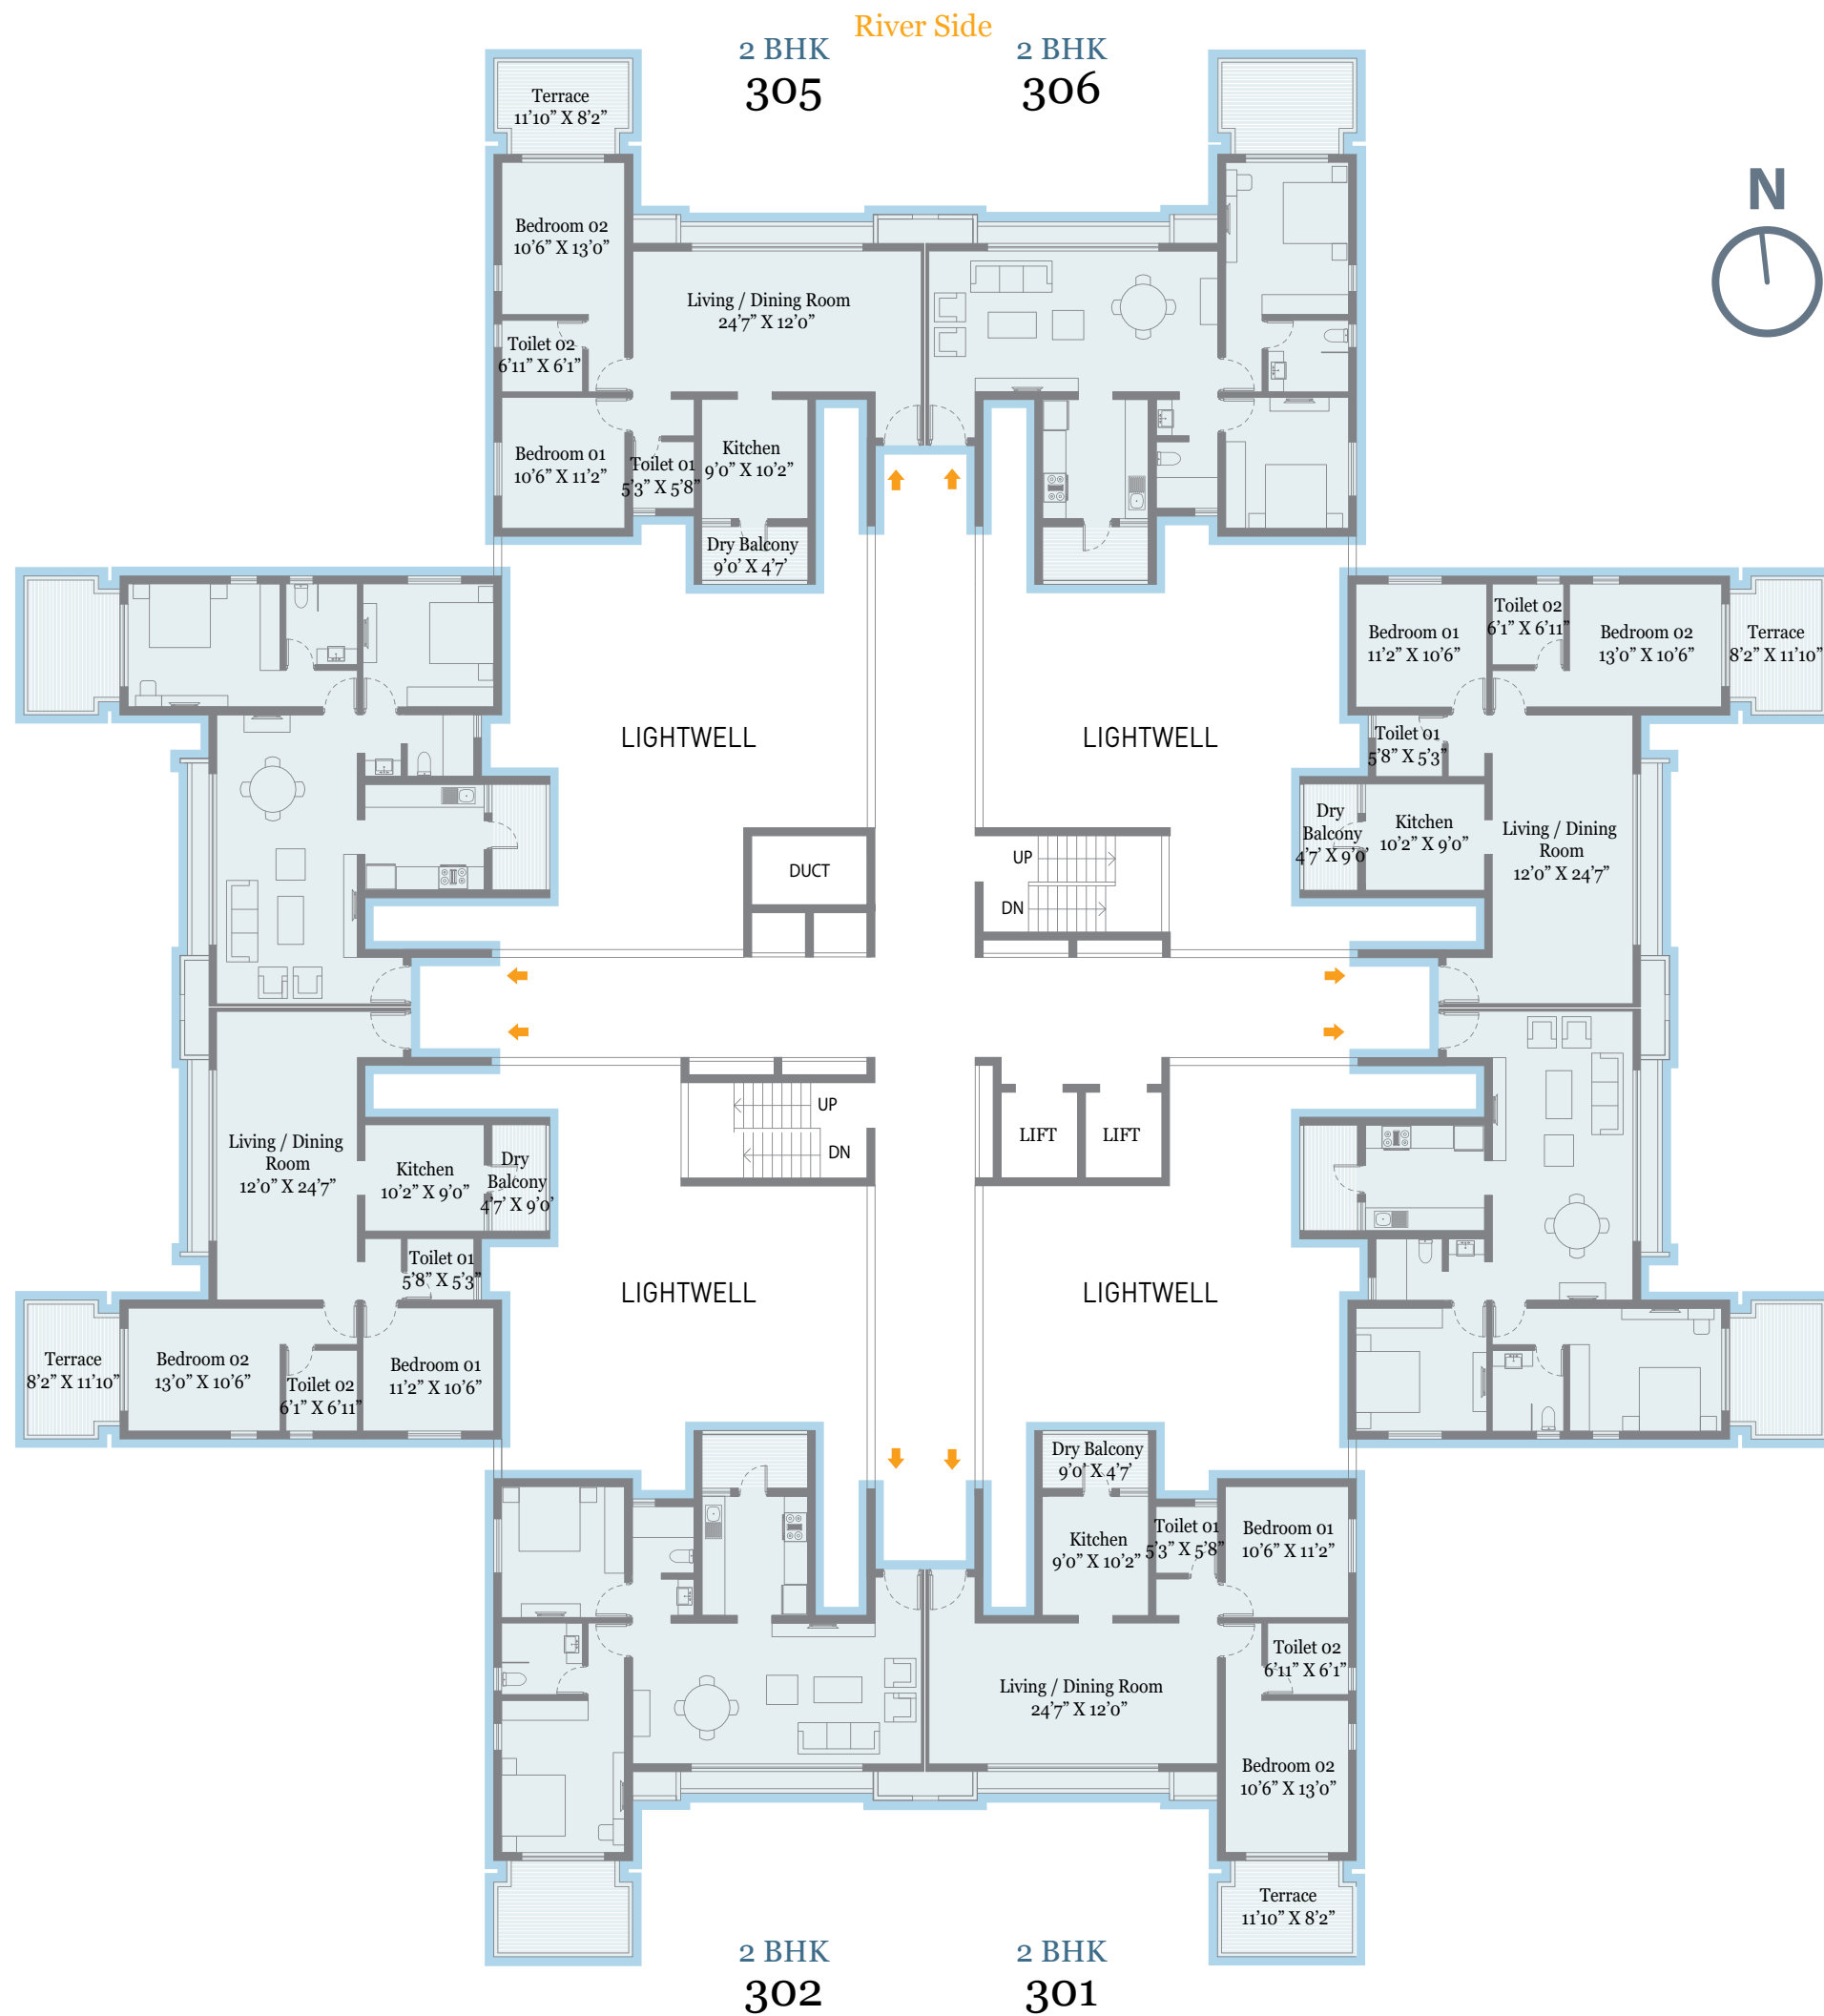 River Side
2 BHK
305
2 BHK
306
N
Terrace
11’10” X 8’2”
Bedroom 02
10’6” X 13’0”
Living / Dining Room
24’7” X 12’0”
Toilet 02
6’11” X 6’1”
Bedroom 01
10’6” X 11’2”
Toilet 01
5’3” X 5’8”
Kitchen
9’0” X 10’2”
Dry Balcony
9’0’ X 4’7’
Bedroom 01
11’2” X 10’6”
Toilet 02
6’1” X 6’11”
Bedroom 02
13’0” X 10’6”
Terrace
8’2” X 11’10”
LIGHTWELL
LIGHTWELL
Toilet 01
5’8” X 5’3”
Dry
Balcony
4’7’ X 9’0’
Kitchen
10’2” X 9’0”
Living / Dining
Room
12’0” X 24’7”
DUCT
UP
DN
UP
DN
LIFT
LIFT
Living / Dining
Room
12’0” X 24’7”
Kitchen
10’2” X 9’0”
Dry
Balcony
4’7’ X 9’0’
Toilet 01
5’8” X 5’3”
LIGHTWELL
LIGHTWELL
Terrace
8’2” X 11’10”
Bedroom 02
13’0” X 10’6”
Toilet 02
6’1” X 6’11”
Bedroom 01
11’2” X 10’6”
Dry Balcony
9’0’ X 4’7’
Kitchen
9’0” X 10’2”
Toilet 01
5’3” X 5’8”
Bedroom 01
10’6” X 11’2”
Toilet 02
6’11” X 6’1”
Living / Dining Room
24’7” X 12’0”
Bedroom 02
10’6” X 13’0”
Terrace
11’10” X 8’2”
2 BHK
302
2 BHK
301